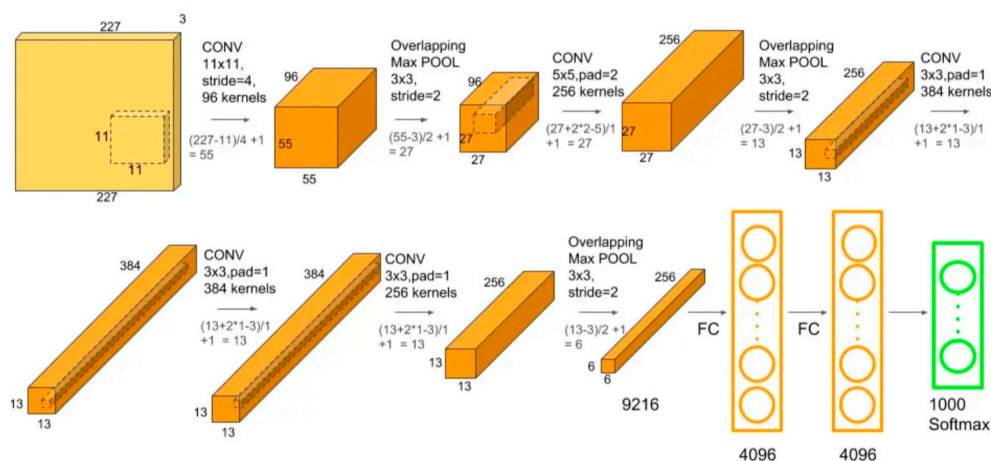 227
3
CONV
11x11,
stride=4,
96 kernels
(227-11)/4 +1
= 55
11
11
227
96
55
55
Overlapping
Max POOL
3x3,
stride=2
(55-3)/2 +1
= 27
96
27
27
CONV
5x5,pad=2
256 kernels
(27+2*2-5)/1
+1 = 27
256
27
27
Overlapping
Max POOL
3x3,
stride=2
(27-3)/2 +1
= 13
256
13
13
CONV
3x3,pad=1
384 kernels
(13+2*1-3)/1
+1 = 13
384
13
13
CONV
3x3,pad=1
384 kernels
(13+2*1-3)/1
+1 = 13
384
13
13
CONV
3x3,pad=1
256 kernels
(13+2*1-3)/1
+1 = 13
256
13
13
Overlapping
Max POOL
3x3,
stride=2
(13-3)/2 +1
= 6
256
6
6
9216
FC
4096
FC
4096
1000
Softmax